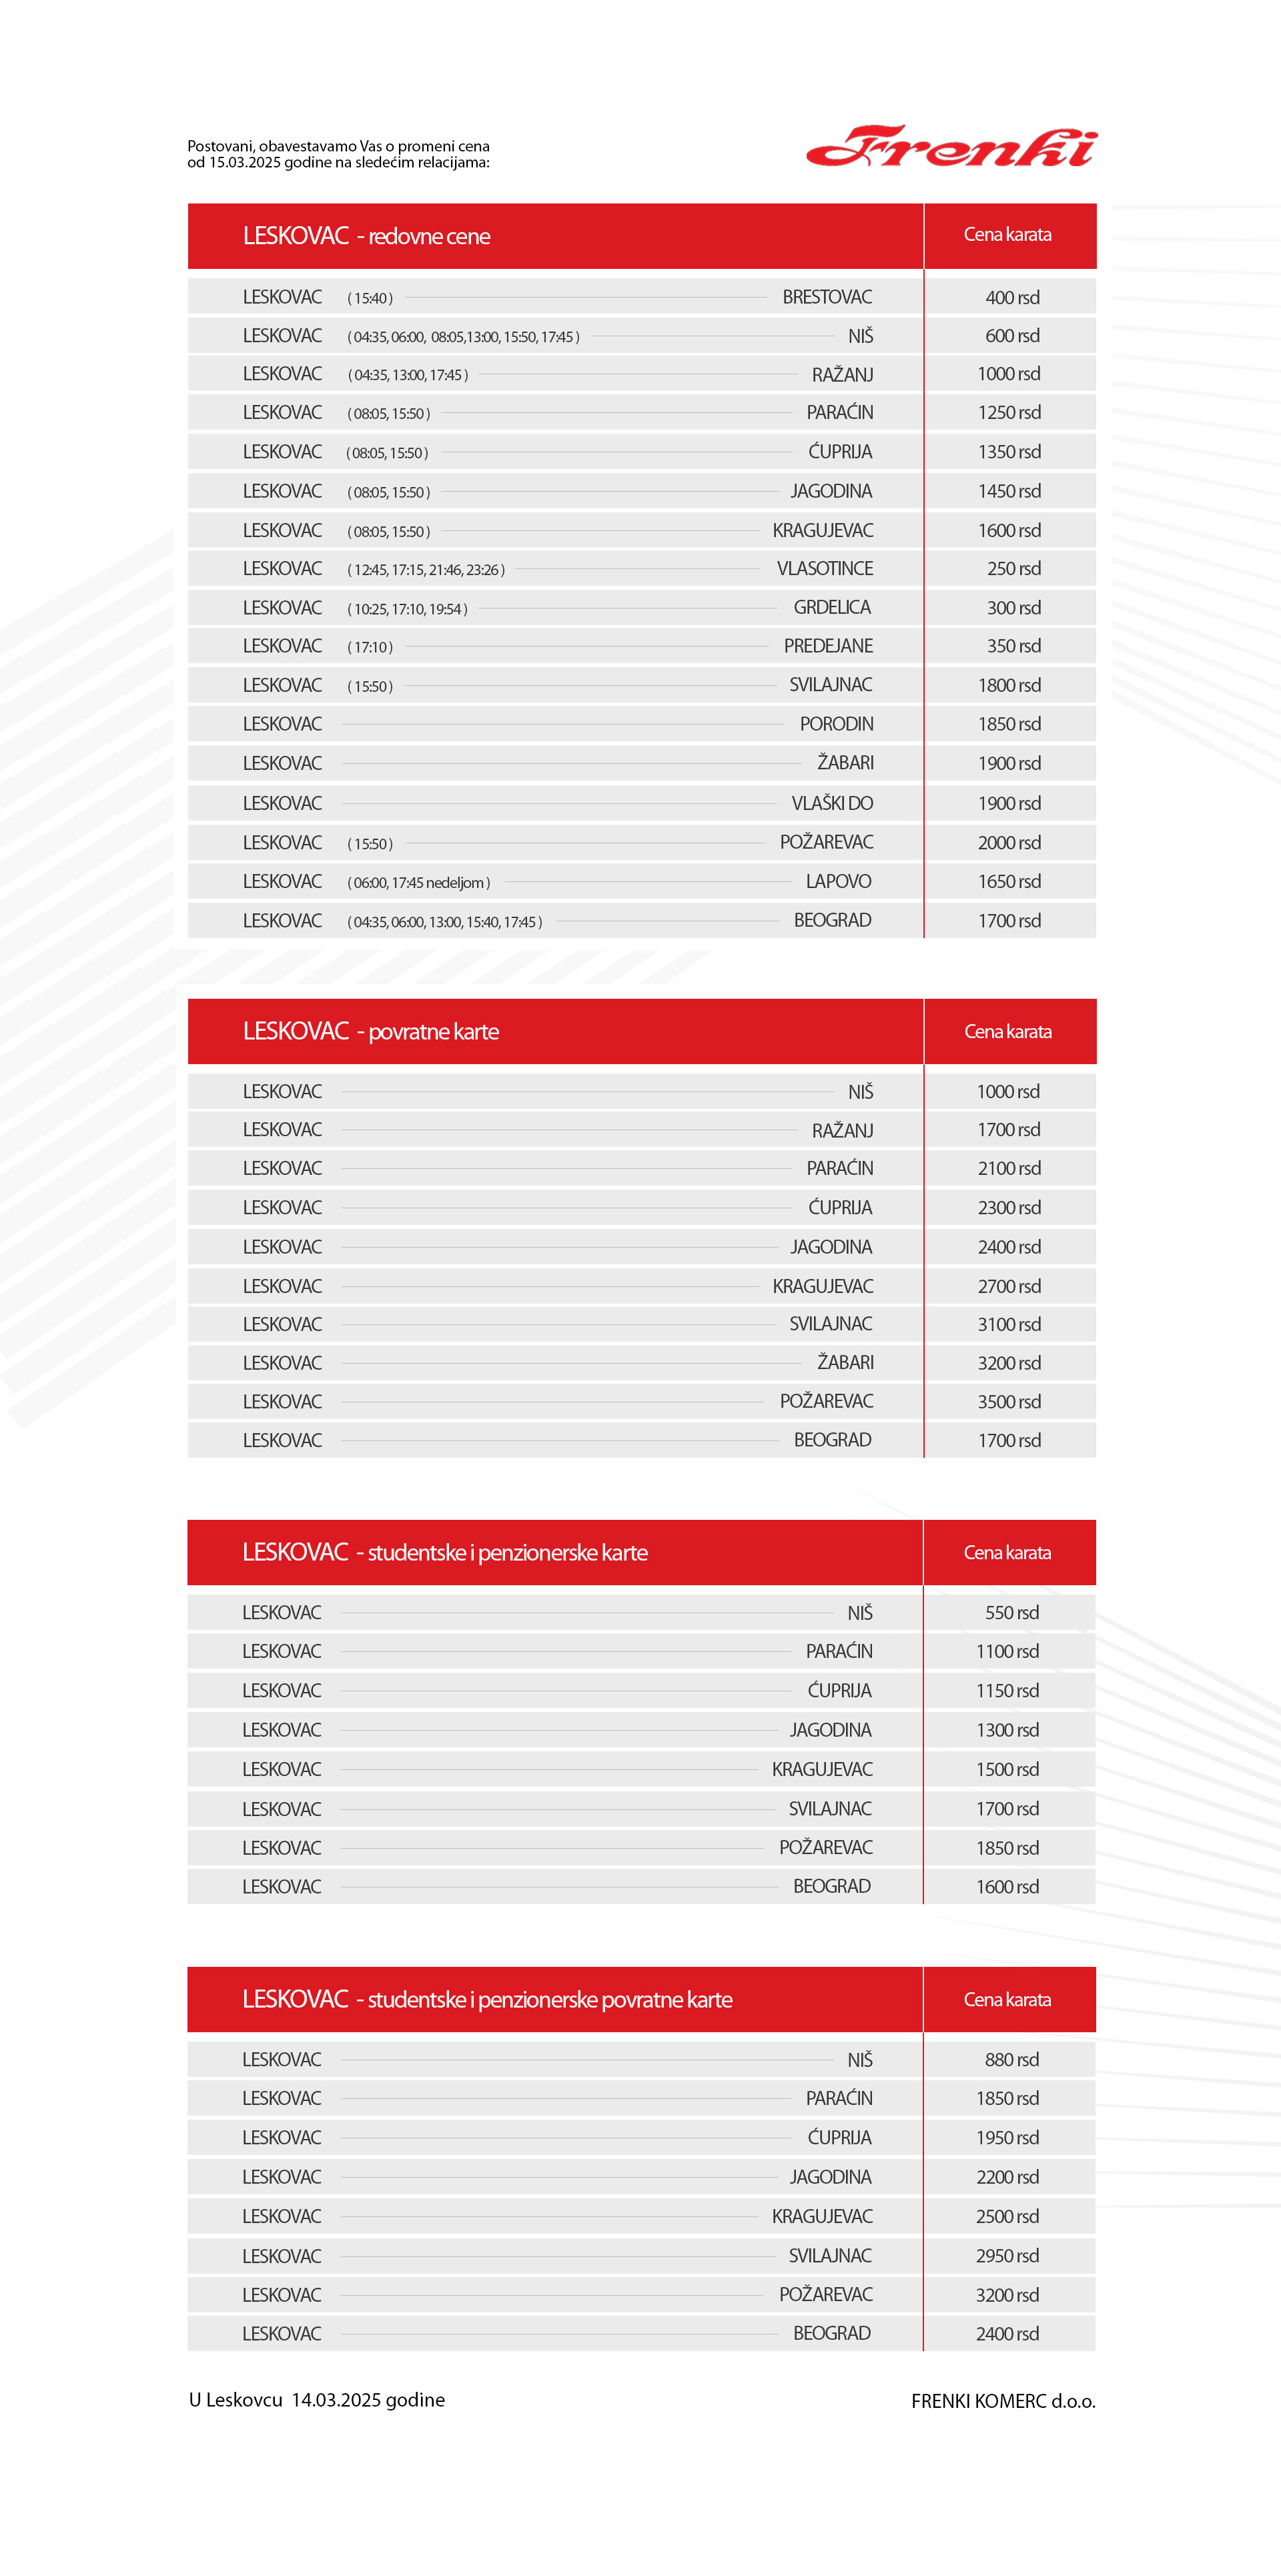 Postovani, obavestavamo Vas o promeni cena
od 15.03.2025 godine na sledećim relacijama:
Frenki
LESKOVAC - redovne cene Cena karata
LESKOVAC ( 15:40 ) BRESTOVAC 400 rsd
LESKOVAC ( 04:35, 06:00, 08:05,13:00, 15:50, 17:45 ) NIŠ 600 rsd
LESKOVAC ( 04:35, 13:00, 17:45 ) RAŽANJ 1000 rsd
LESKOVAC ( 08:05, 15:50 ) PARAĆIN 1250 rsd
LESKOVAC ( 08:05, 15:50 ) ĆUPRIJA 1350 rsd
LESKOVAC ( 08:05, 15:50 ) JAGODINA 1450 rsd
LESKOVAC ( 08:05, 15:50 ) KRAGUJEVAC 1600 rsd
LESKOVAC ( 12:45, 17:15, 21:46, 23:26 ) VLASOTINCE 250 rsd
LESKOVAC ( 10:25, 17:10, 19:54 ) GRDELICA 300 rsd
LESKOVAC ( 17:10 ) PREDEJANE 350 rsd
LESKOVAC ( 15:50 ) SVILAJNAC 1800 rsd
LESKOVAC PORODIN 1850 rsd
LESKOVAC ŽABARI 1900 rsd
LESKOVAC VLAŠKI DO 1900 rsd
LESKOVAC ( 15:50 ) POŽAREVAC 2000 rsd
LESKOVAC ( 06:00, 17:45 nedeljom ) LAPOVO 1650 rsd
LESKOVAC ( 04:35, 06:00, 13:00, 15:40, 17:45 ) BEOGRAD 1700 rsd
LESKOVAC - povratne karte Cena karata
LESKOVAC NIŠ 1000 rsd
LESKOVAC RAŽANJ 1700 rsd
LESKOVAC PARAĆIN 2100 rsd
LESKOVAC ĆUPRIJA 2300 rsd
LESKOVAC JAGODINA 2400 rsd
LESKOVAC KRAGUJEVAC 2700 rsd
LESKOVAC SVILAJNAC 3100 rsd
LESKOVAC ŽABARI 3200 rsd
LESKOVAC POŽAREVAC 3500 rsd
LESKOVAC BEOGRAD 1700 rsd
LESKOVAC - studentske i penzionerske karte Cena karata
LESKOVAC NIŠ 550 rsd
LESKOVAC PARAĆIN 1100 rsd
LESKOVAC ĆUPRIJA 1150 rsd
LESKOVAC JAGODINA 1300 rsd
LESKOVAC KRAGUJEVAC 1500 rsd
LESKOVAC SVILAJNAC 1700 rsd
LESKOVAC POŽAREVAC 1850 rsd
LESKOVAC BEOGRAD 1600 rsd
LESKOVAC - studentske i penzionerske povratne karte Cena karata
LESKOVAC NIŠ 880 rsd
LESKOVAC PARAĆIN 1850 rsd
LESKOVAC ĆUPRIJA 1950 rsd
LESKOVAC JAGODINA 2200 rsd
LESKOVAC KRAGUJEVAC 2500 rsd
LESKOVAC SVILAJNAC 2950 rsd
LESKOVAC POŽAREVAC 3200 rsd
LESKOVAC BEOGRAD 2400 rsd
U Leskovcu 14.03.2025 godine
FRENKI KOMERC d.o.o.